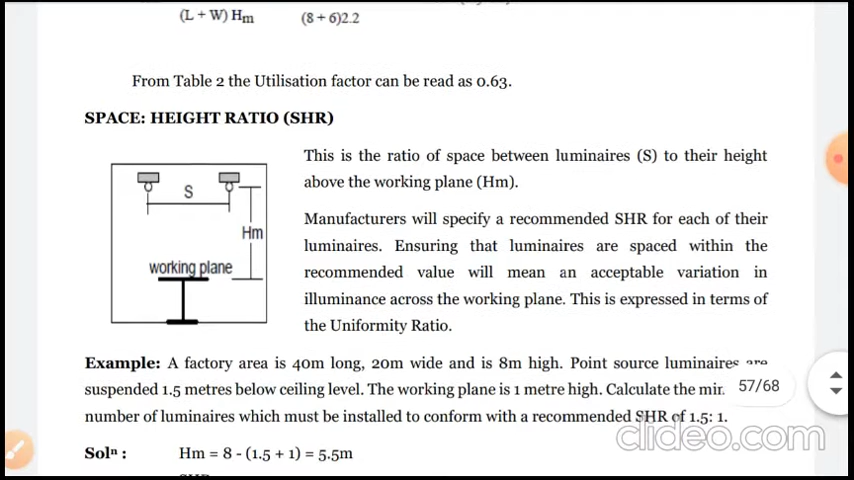 (L + W) Hm (8 + 6)2.2
From Table 2 the Utilisation factor can be read as 0.63.
SPACE: HEIGHT RATIO (SHR)
This is the ratio of space between luminaires (S) to their height
above the working plane (Hm).
S
Hm
working plane
Manufacturers will specify a recommended SHR for each of their
luminaires. Ensuring that luminaires are spaced within the
recommended value will mean an acceptable variation in
illuminance across the working plane. This is expressed in terms of
the Uniformity Ratio.
Example: A factory area is 40m long, 20m wide and is 8m high. Point source luminaires are
suspended 1.5 metres below ceiling level. The working plane is 1 metre high. Calculate the
57/68
number of luminaires which must be installed to conform with a recommended SHR of 1.5: 1.
clideo.com
Solⁿ : Hm = 8 - (1.5 + 1) = 5.5m